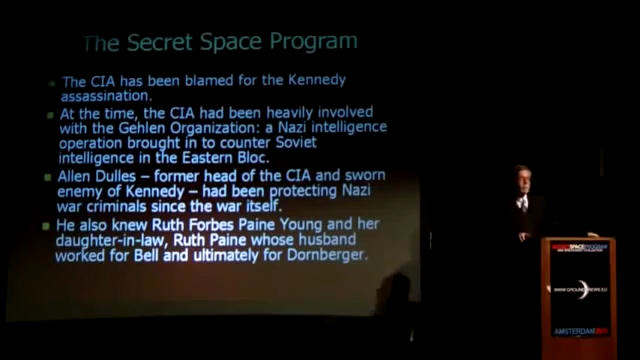 The Secret Space Program
The CIA has been blamed for the Kennedy
assassination.
At the time, the CIA had been heavily involved
with the Gehlen Organization: a Nazi intelligence
operation brought in to counter Soviet
intelligence in the Eastern Bloc.
Allen Dulles – former head of the CIA and sworn
enemy of Kennedy – had been protecting Nazi
war criminals since the war itself.
He also knew Ruth Forbes Paine Young and her
daughter-in-law, Ruth Paine whose husband
worked for Bell and ultimately for Dornberger.
SPACEPROGRAM
AMSTERDAM